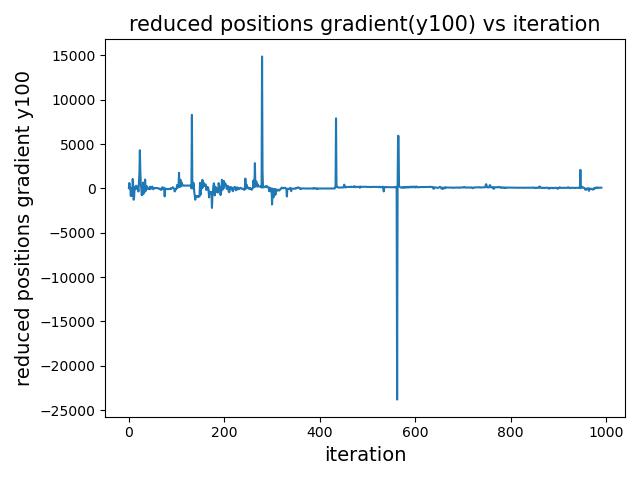 reduced positions gradient(y100) vs iteration
reduced positions gradient y100
15000
10000
5000
0
−5000
−10000
−15000
−20000
−25000
0 200 400 600 800 1000
iteration